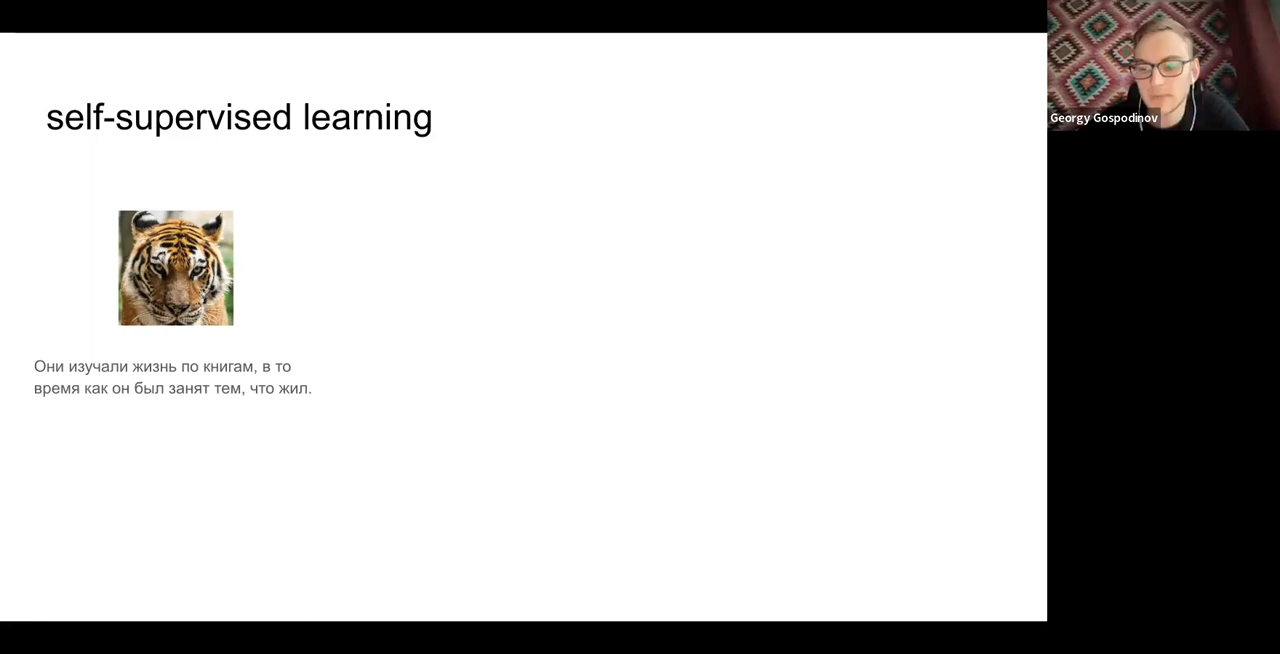 self-supervised learning
Они изучали жизнь по книгам, в то
время как он был занят тем, что жил.
Georgy Gospodinov